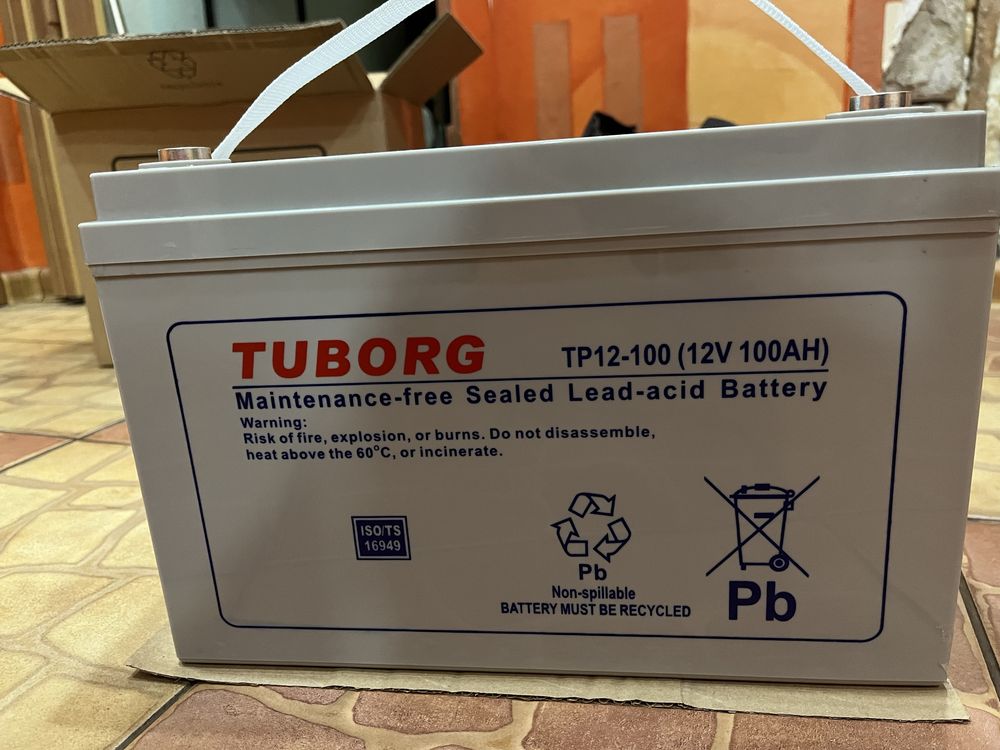 TUBORG TP12-100 (12V 100AH)
Maintenance-free Sealed Lead-acid Battery
Warning:
Risk of fire, explosion, or burns. Do not disassemble,
heat above the 60°C, or incinerate.
ISO/TS
16949
Pb
Non-spillable
BATTERY MUST BE RECYCLED
Pb